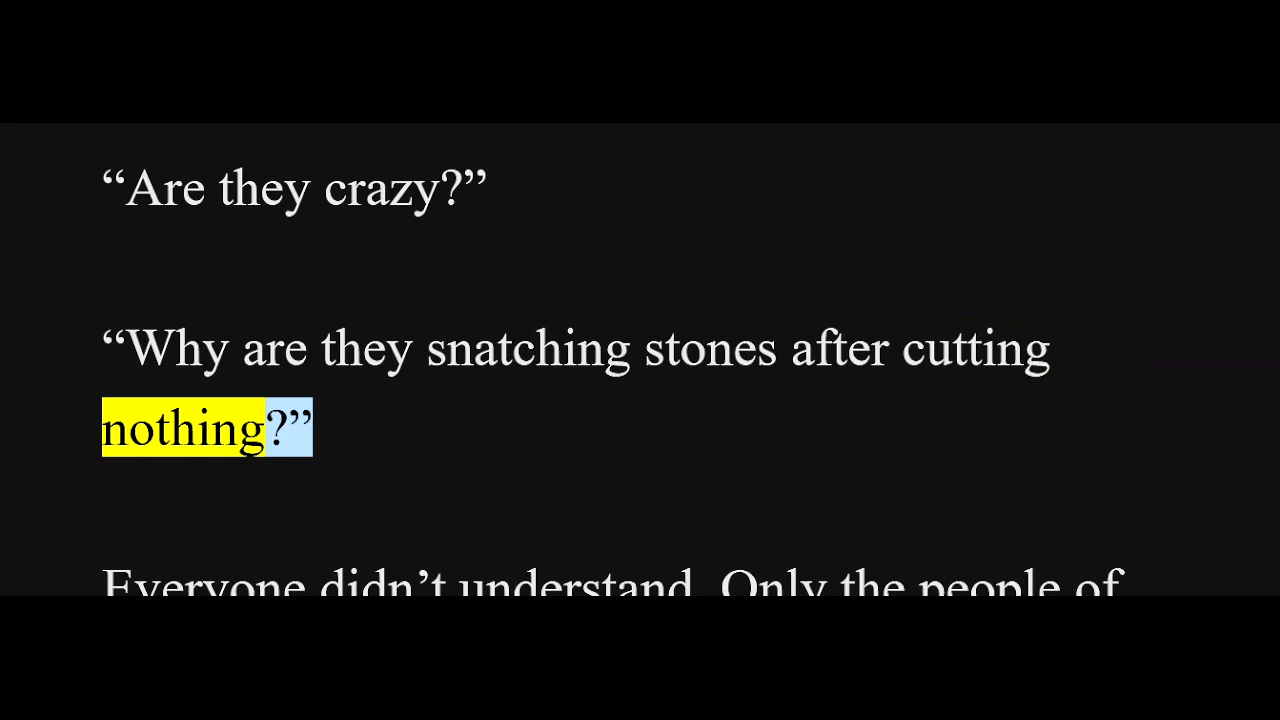 “Are they crazy?”
“Why are they snatching stones after cutting
nothing?”
Everyone didn’t understand. Only the people of